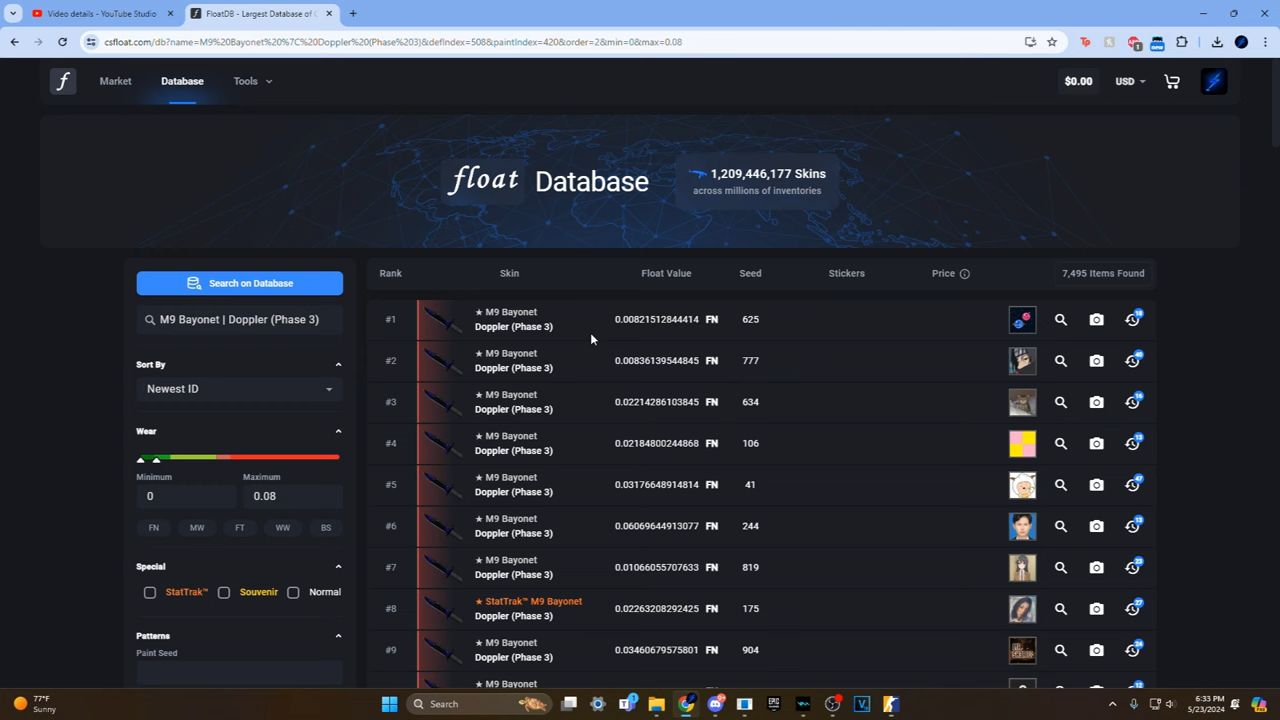 Video details - YouTube Studio
FloatDB - Largest Database of C
csfloat.com/db?name=M9%20Bayonet%20%7C%20Doppler%20(Phase%203)&defIndex=508&paintIndex=420&order=2&min=0&max=0.08
Market Database Tools $0.00 USD
float Database
1,209,446,177 Skins
across millions of inventories
Search on Database
M9 Bayonet | Doppler (Phase 3)
Sort By
Newest ID
Wear
Minimum Maximum
0 0.08
FN MW FT WW BS
Special
StatTrak™ Souvenir Normal
Patterns
Paint Seed
Rank Skin Float Value Seed Stickers Price 7,495 Items Found
#1 ★ M9 Bayonet
Doppler (Phase 3) 0.00821512844414 FN 625 18
#2 ★ M9 Bayonet
Doppler (Phase 3) 0.00836139544845 FN 777
#3 ★ M9 Bayonet
Doppler (Phase 3) 0.02214286103845 FN 634 16
#4 ★ M9 Bayonet
Doppler (Phase 3) 0.02184800244868 FN 106 13
#5 ★ M9 Bayonet
Doppler (Phase 3) 0.03176648914814 FN 41 47
#6 ★ M9 Bayonet
Doppler (Phase 3) 0.06069644913077 FN 244 13
#7 ★ M9 Bayonet
Doppler (Phase 3) 0.01066055707633 FN 819
#8 ★ StatTrak™ M9 Bayonet
Doppler (Phase 3) 0.02263208292425 FN 175 27
#9 ★ M9 Bayonet
Doppler (Phase 3) 0.03460679575801 FN 904
★ M9 Bayonet
77°F
Sunny
Search
6:33 PM
5/23/2024